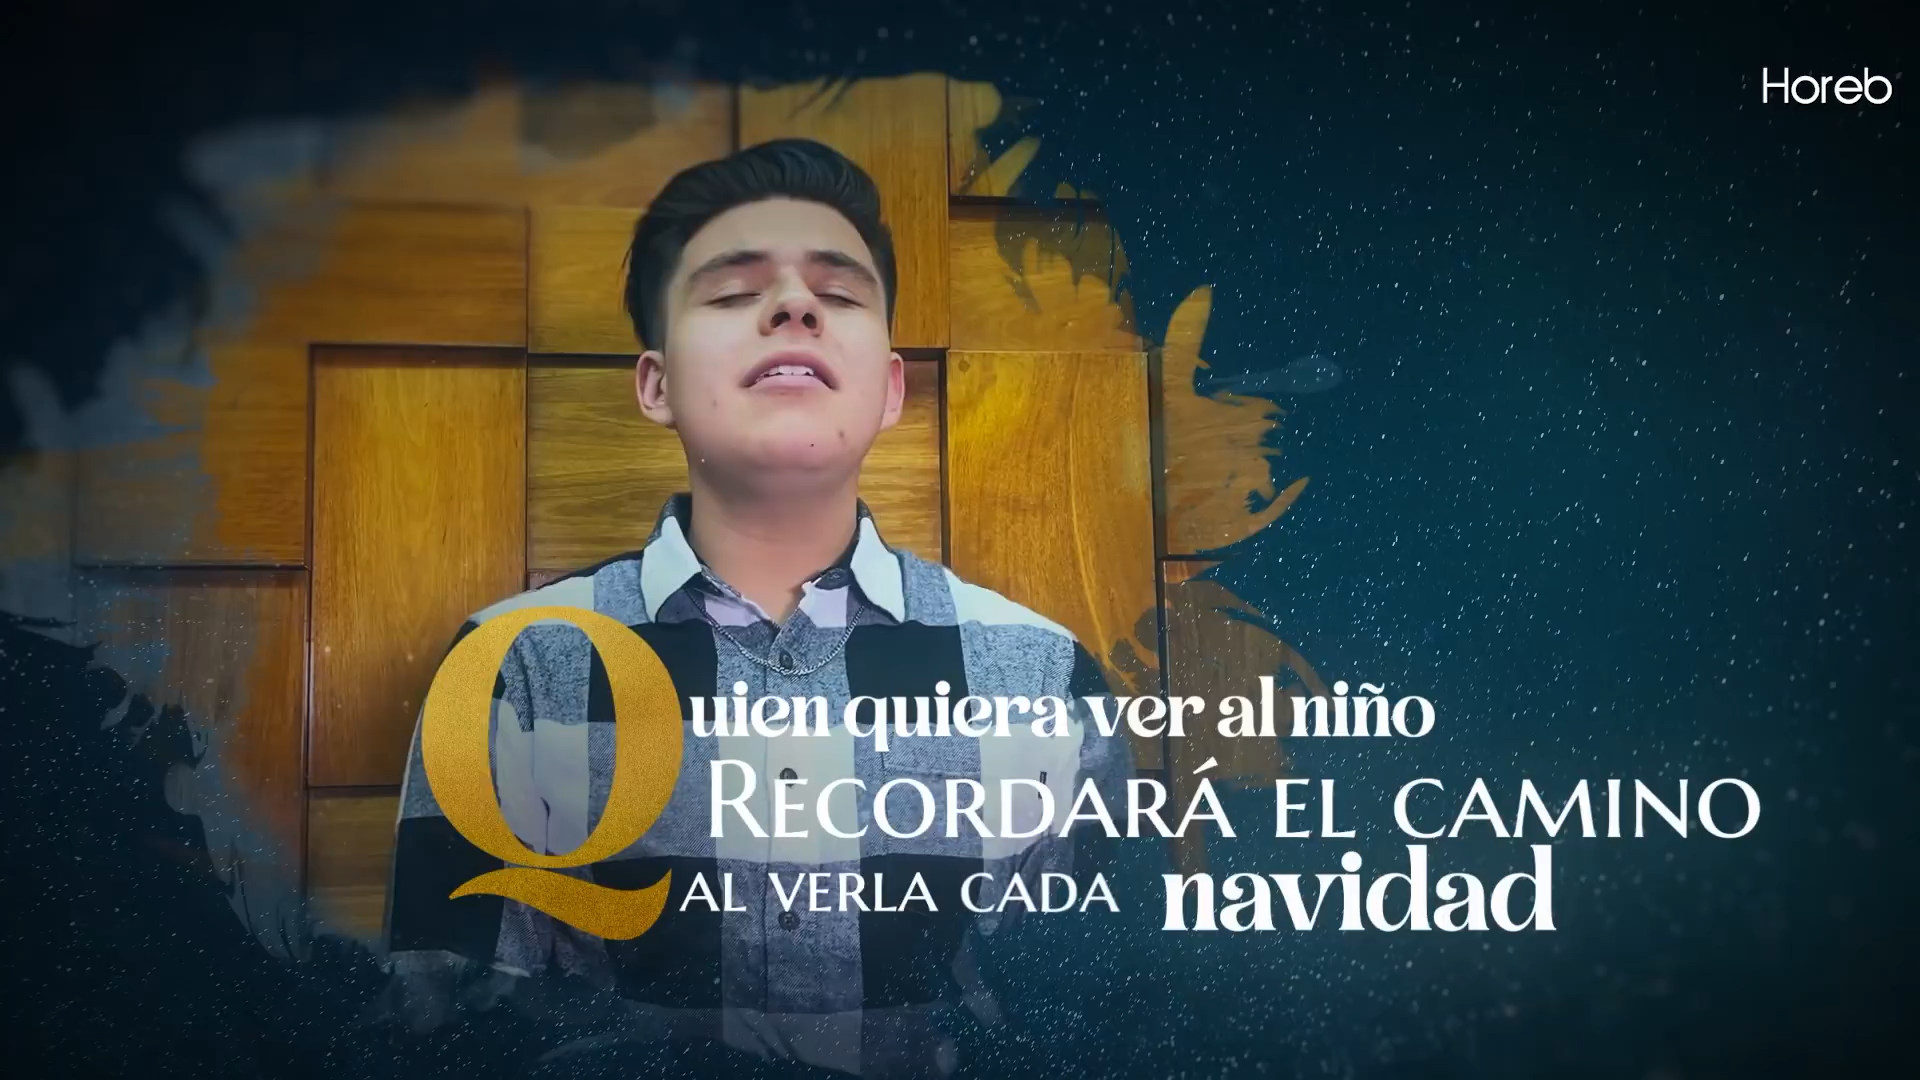 Horeb
Quien quiera ver al niño
RECORDARÁ EL CAMINO
AL VERLA CADA navidad